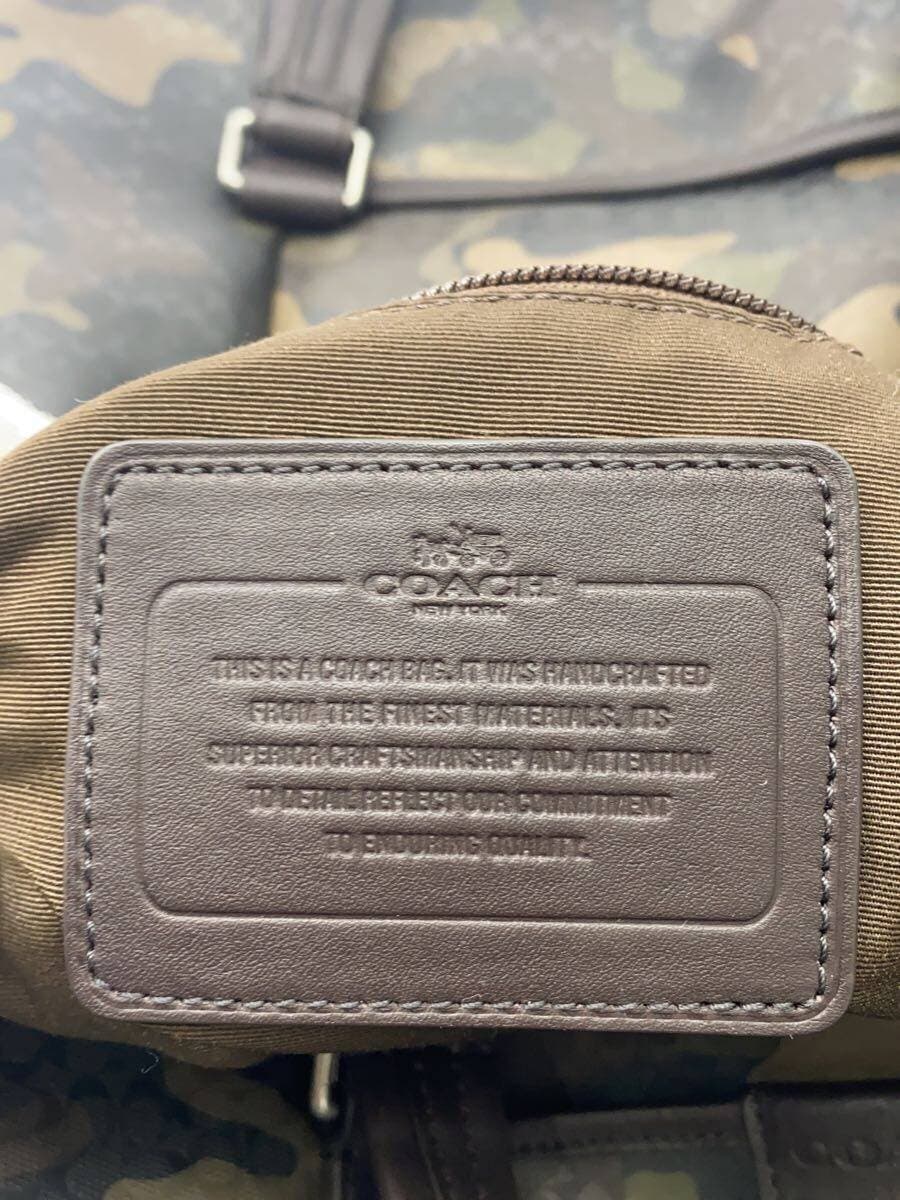 COACH
NEW YORK
THIS IS A COACH BAG. IT WAS HANDCRAFTED
FROM THE FINEST MATERIALS. ITS
SUPERIOR CRAFTSMANSHIP AND ATTENTION
TO DETAIL REFLECT OUR COMMITMENT
TO ENDURING QUALITY.